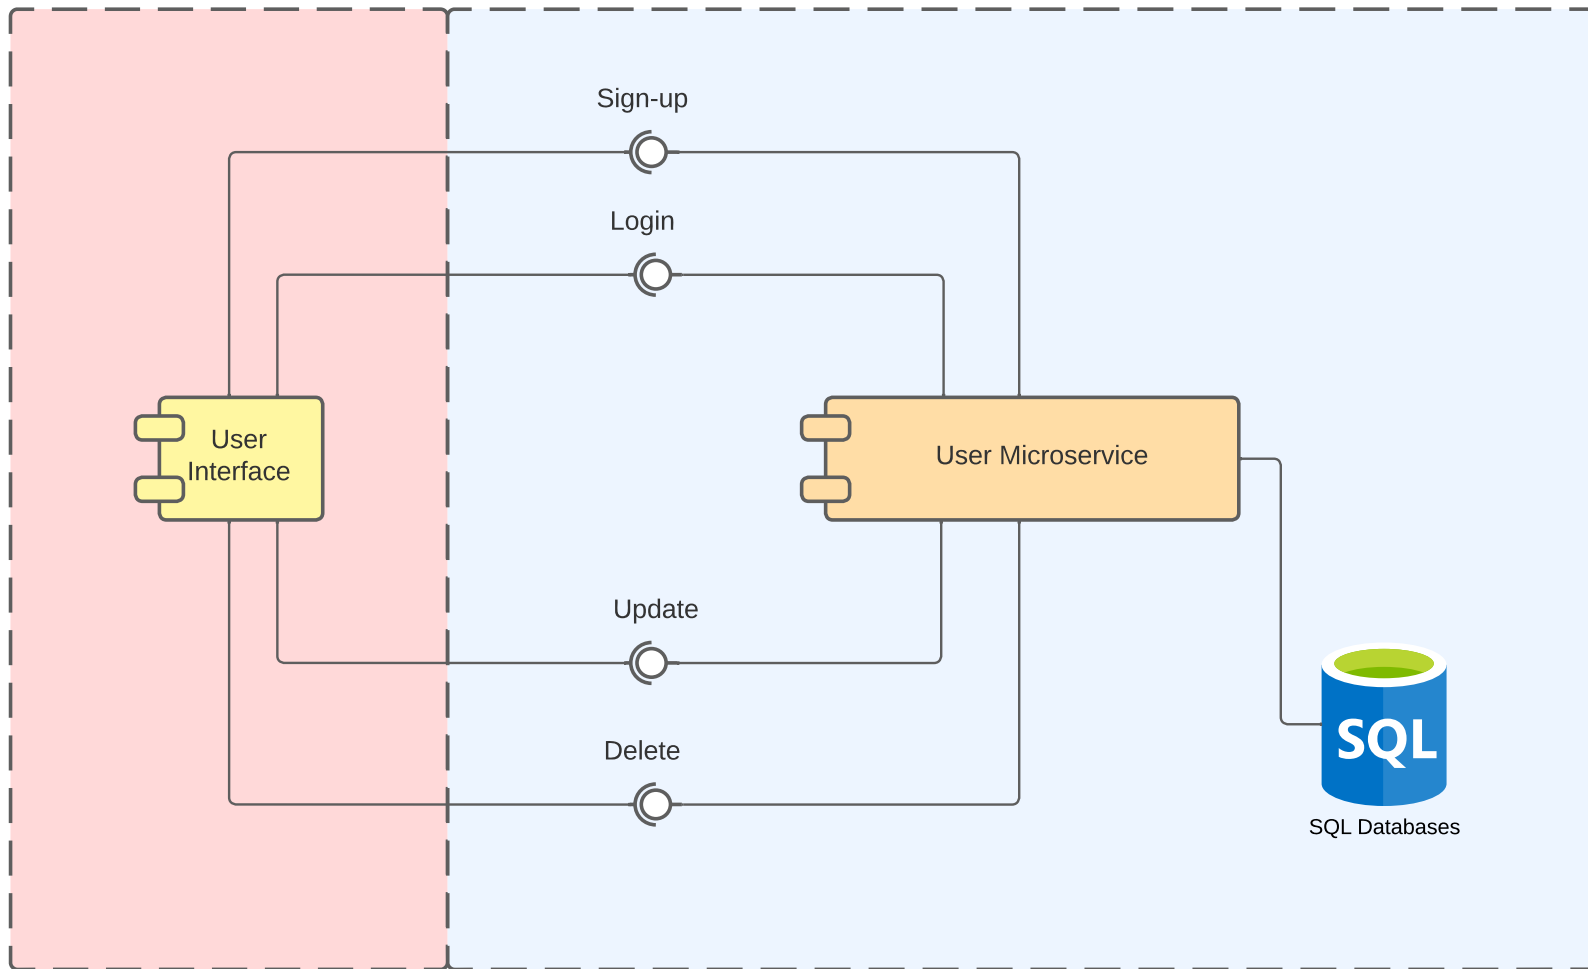 Sign-up
Login
User
Interface
User Microservice
Update
Delete
SQL
SQL Databases